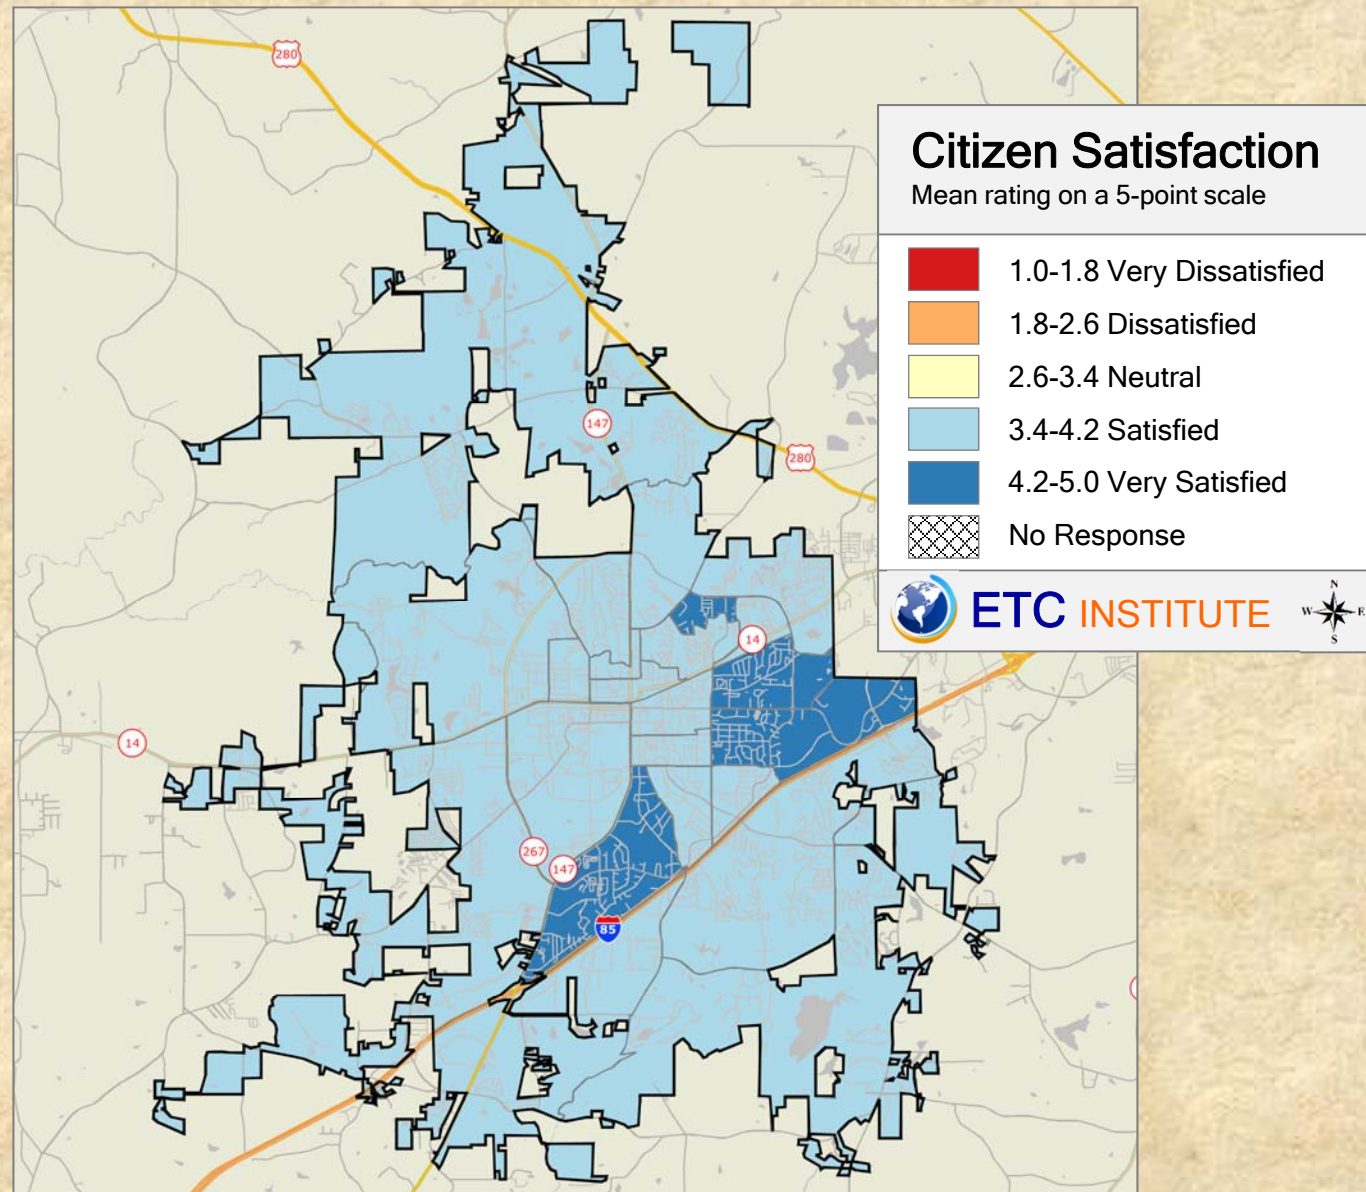 280
Citizen Satisfaction
Mean rating on a 5-point scale
1.0-1.8 Very Dissatisfied
1.8-2.6 Dissatisfied
2.6-3.4 Neutral
3.4-4.2 Satisfied
4.2-5.0 Very Satisfied
No Response
ETC INSTITUTE
N
W
E
S
147
280
14
14
267
147
85